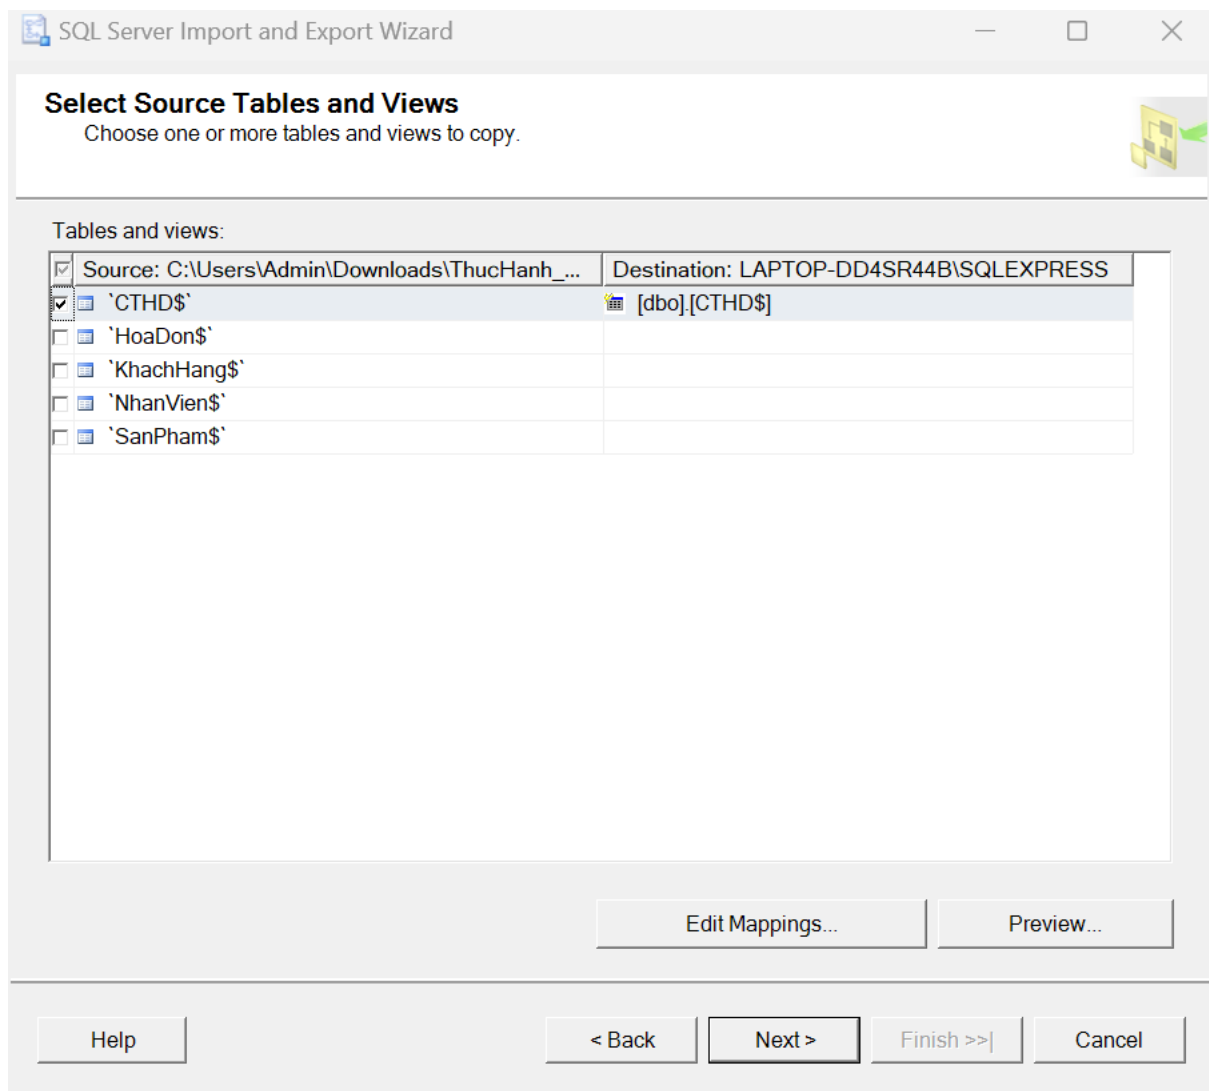 SQL Server Import and Export Wizard
Select Source Tables and Views
Choose one or more tables and views to copy.
Tables and views:
Source: C:\Users\Admin\Downloads\ThucHanh_... Destination: LAPTOP-DD4SR44B\SQLEXPRESS
`CTHD$` [dbo].[CTHD$]
`HoaDon$`
`KhachHang$`
`NhanVien$`
`SanPham$`
Edit Mappings... Preview...
Help < Back Next > Finish >>| Cancel